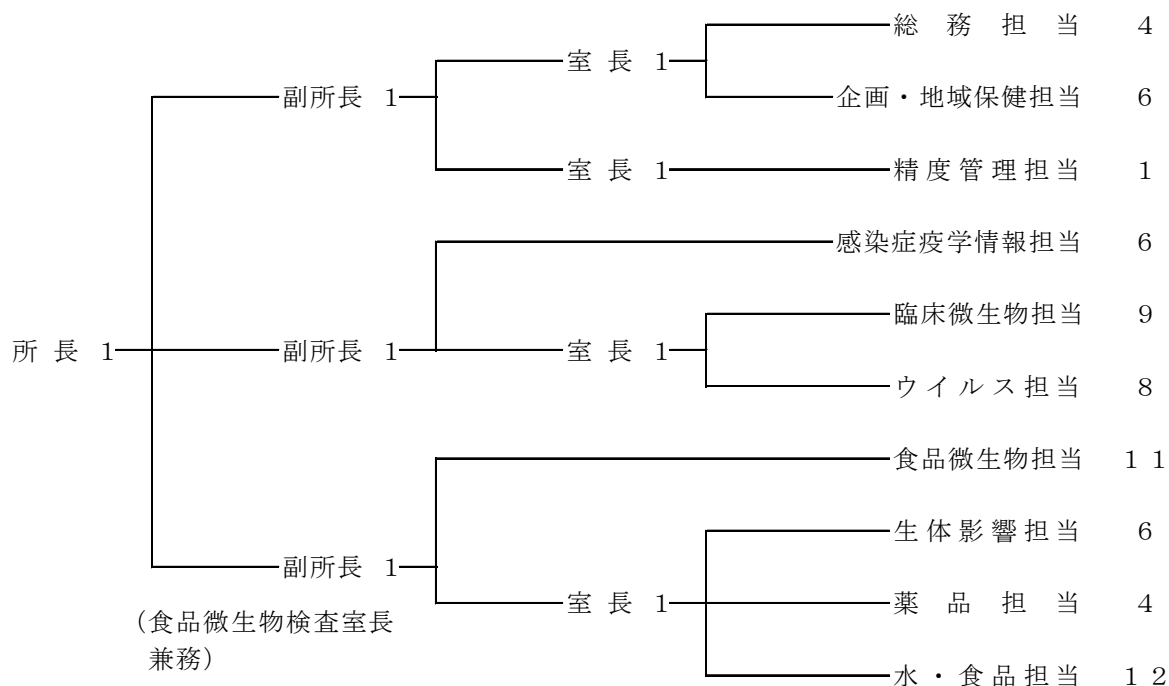 総務担当 4
室長 1
副所長 1
企画・地域保健担当 6
室長 1
精度管理担当 1
感染症疫学情報担当 6
臨床微生物担当 9
所長 1
副所長 1
室長 1
ウイルス担当 8
食品微生物担当 11
生体影響担当 6
副所長 1
室長 1
薬品担当 4
(食品微生物検査室長
兼務)
水・食品担当 12